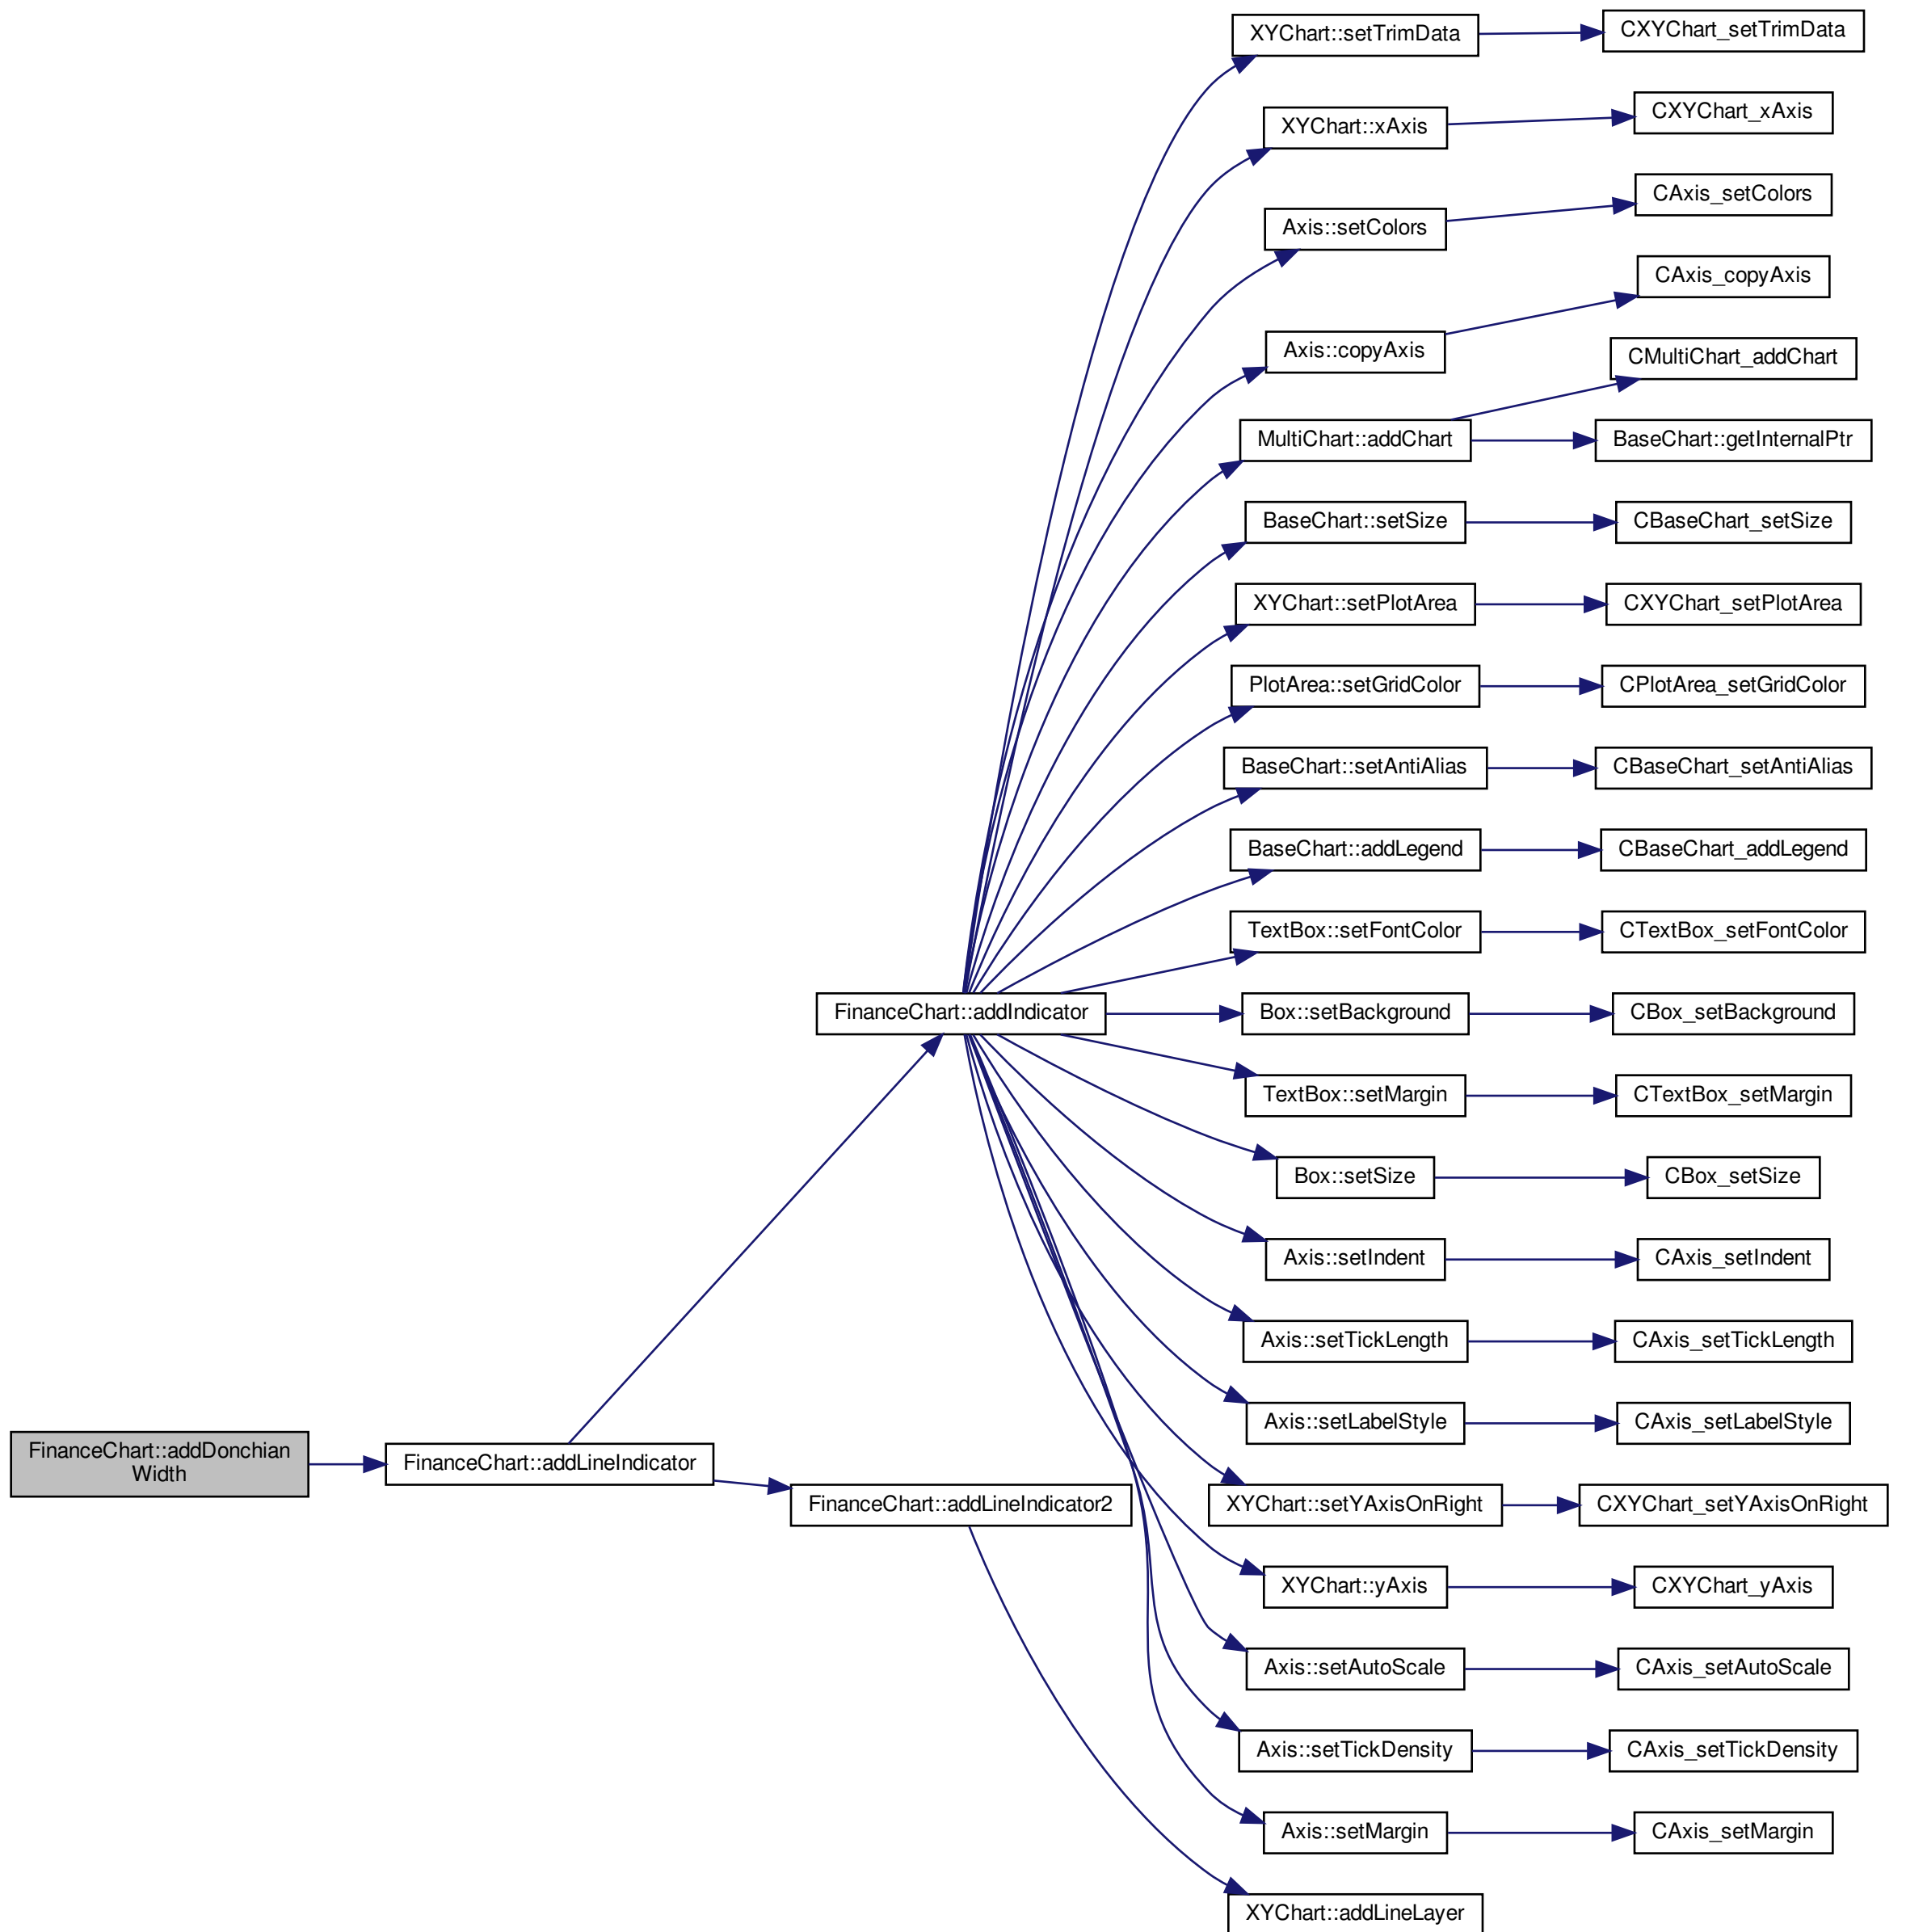 XYChart::setTrimData
CXYChart_setTrimData
XYChart::xAxis
CXYChart_xAxis
Axis::setColors
CAxis_setColors
Axis::copyAxis
CAxis_copyAxis
MultiChart::addChart
CMultiChart_addChart
BaseChart::getInternalPtr
BaseChart::setSize
CBaseChart_setSize
XYChart::setPlotArea
CXYChart_setPlotArea
PlotArea::setGridColor
CPlotArea_setGridColor
BaseChart::setAntiAlias
CBaseChart_setAntiAlias
BaseChart::addLegend
CBaseChart_addLegend
TextBox::setFontColor
CTextBox_setFontColor
FinanceChart::addIndicator
Box::setBackground
CBox_setBackground
TextBox::setMargin
CTextBox_setMargin
Box::setSize
CBox_setSize
Axis::setIndent
CAxis_setIndent
Axis::setTickLength
CAxis_setTickLength
Axis::setLabelStyle
CAxis_setLabelStyle
FinanceChart::addDonchian
Width
FinanceChart::addLineIndicator
FinanceChart::addLineIndicator2
XYChart::setYAxisOnRight
CXYChart_setYAxisOnRight
XYChart::yAxis
CXYChart_yAxis
Axis::setAutoScale
CAxis_setAutoScale
Axis::setTickDensity
CAxis_setTickDensity
Axis::setMargin
CAxis_setMargin
XYChart::addLineLayer